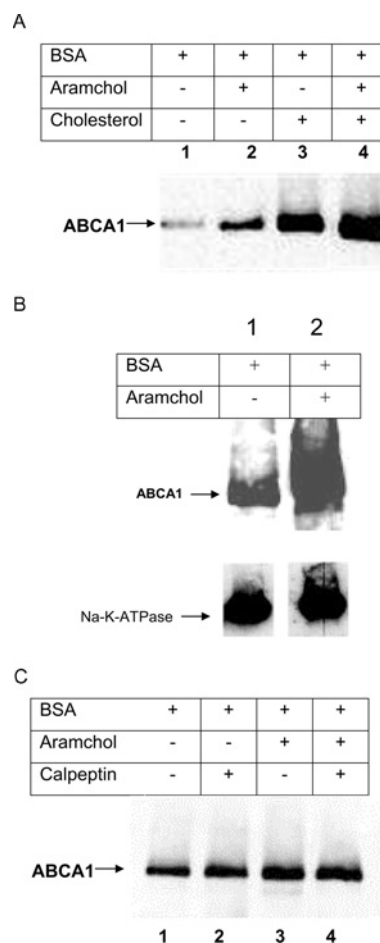 A
BSA + + + +
Aramchol - + - +
Cholesterol - - + +
1 2 3 4
ABCA1
B
1 2
BSA + +
Aramchol - +
ABCA1
Na-K-ATPase
C
BSA + + + +
Aramchol - - + +
Calpeptin - + - +
ABCA1
1 2 3 4